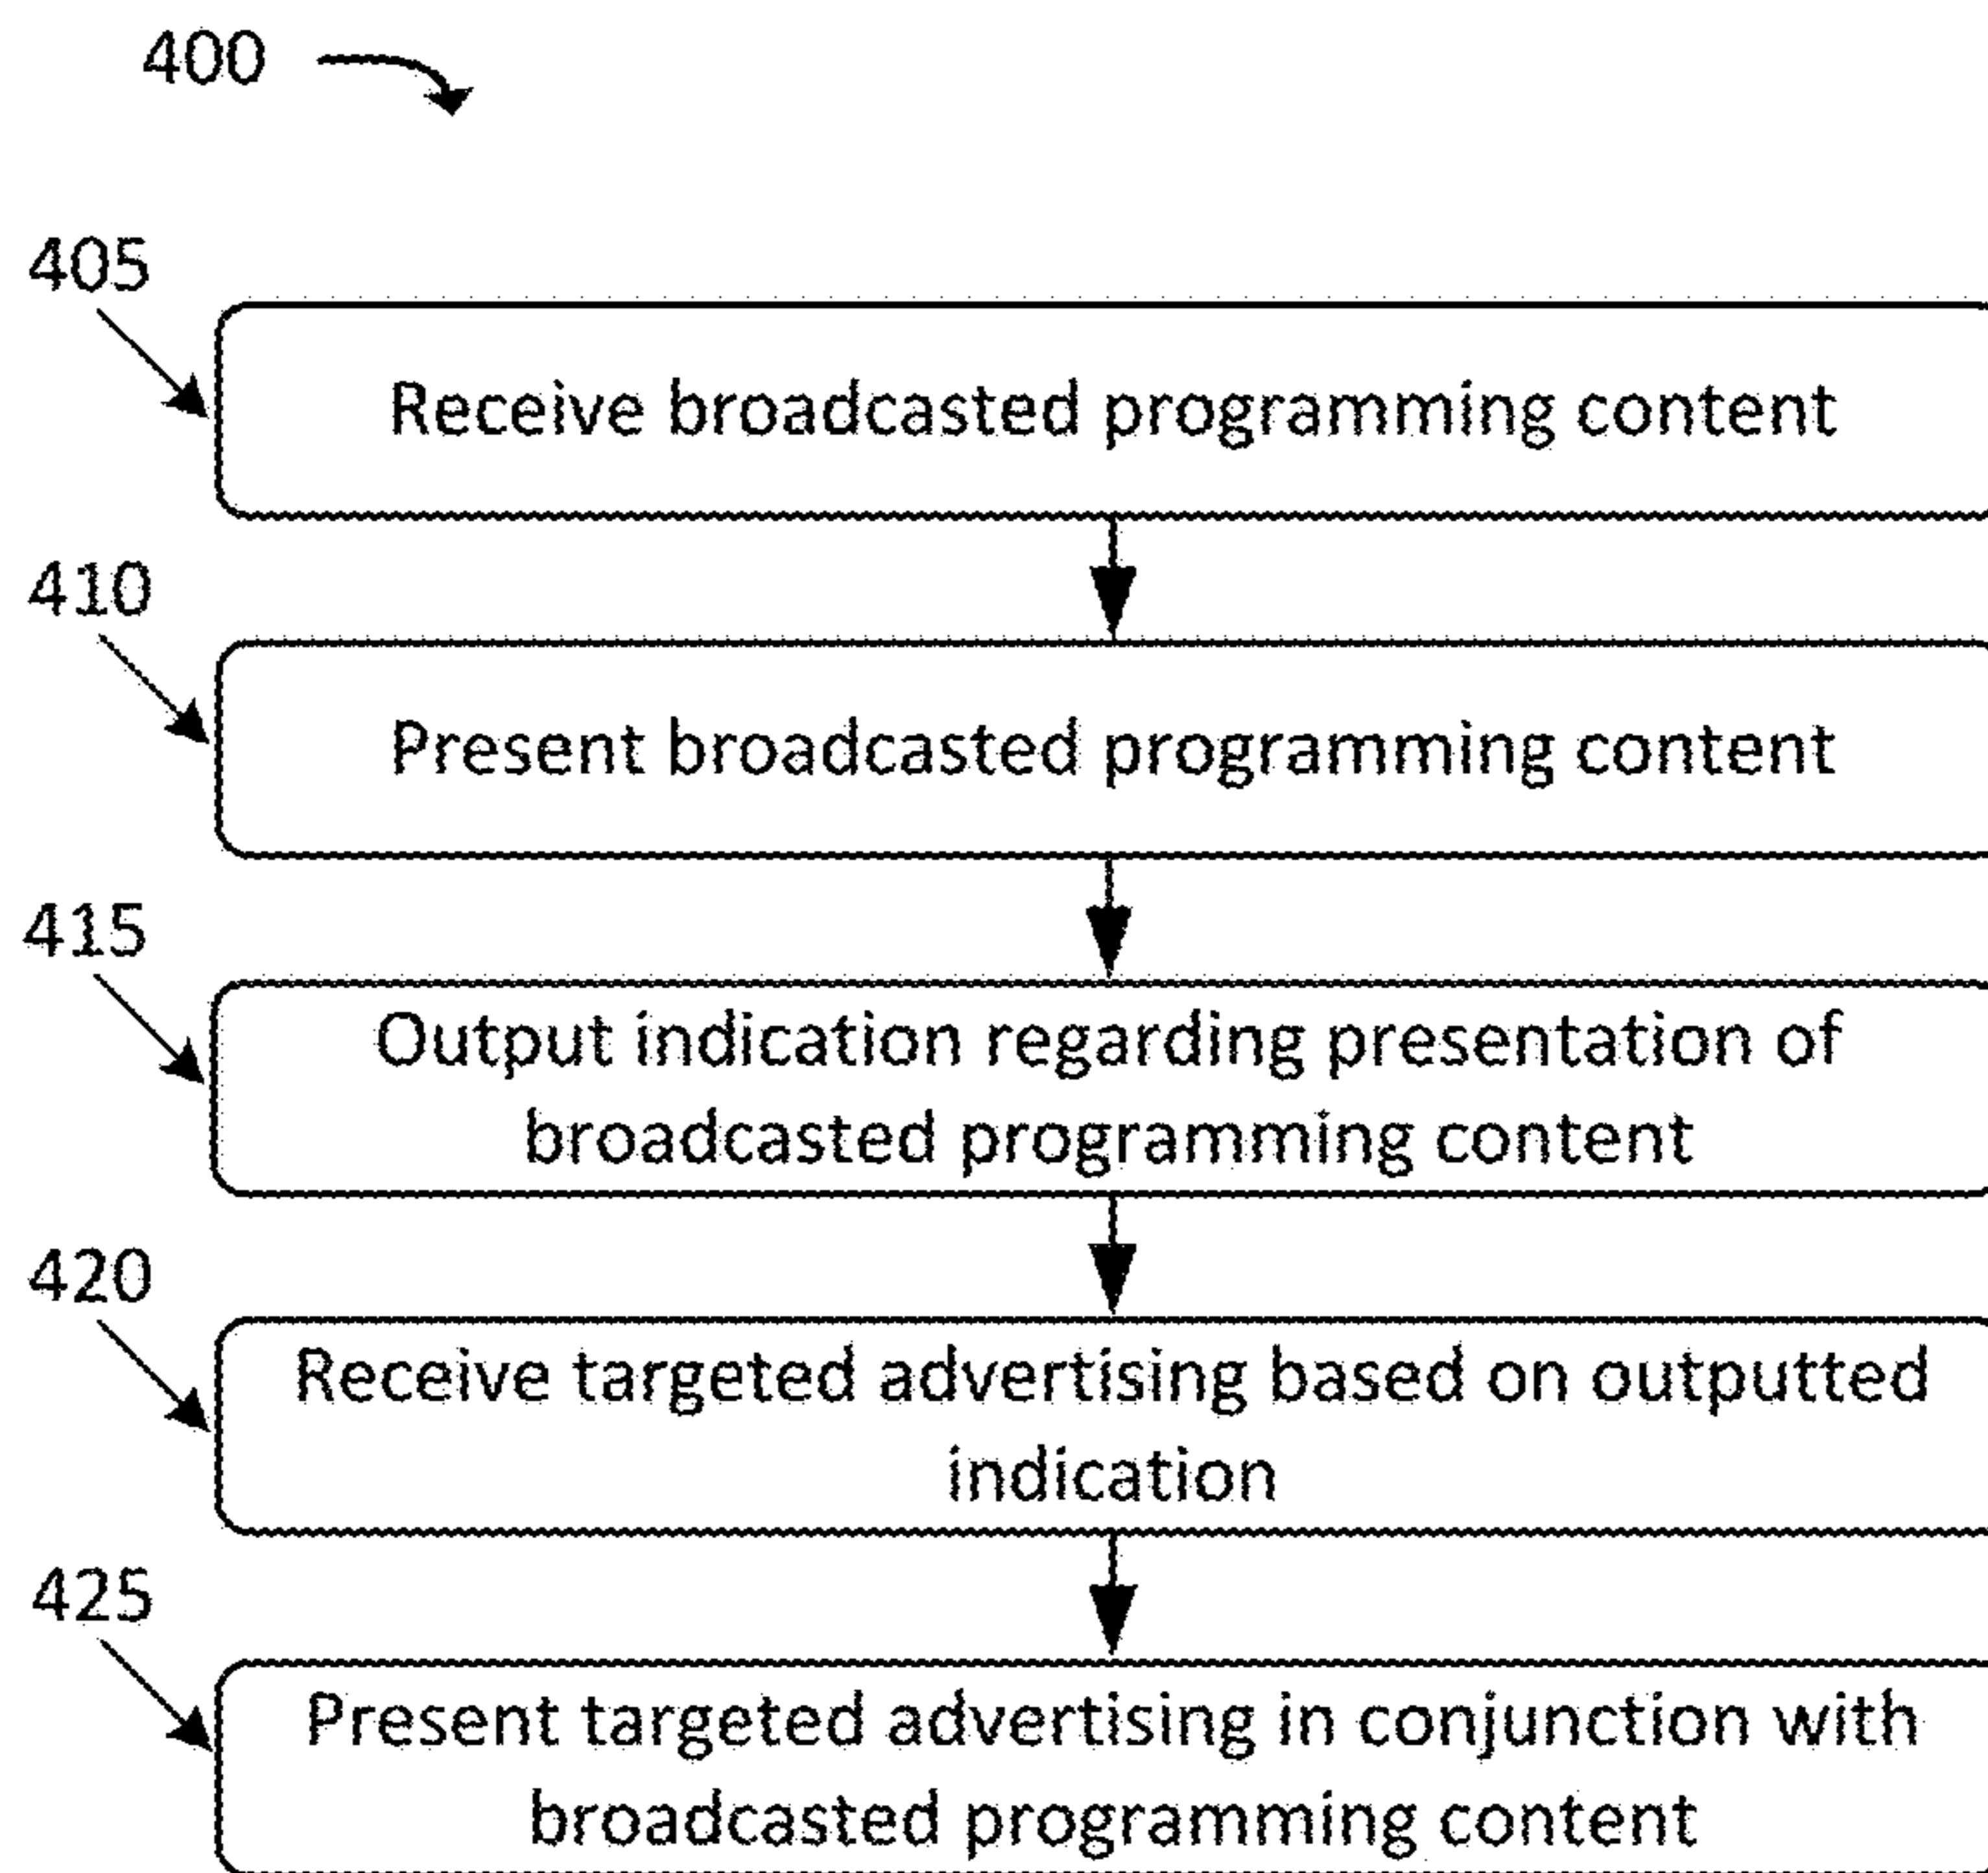 400
405
Receive broadcasted programming content
410
Present broadcasted programming content
415
Output indication regarding presentation of
broadcasted programming content
420
Receive targeted advertising based on outputted
indication
425
Present targeted advertising in conjunction with
broadcasted programming content